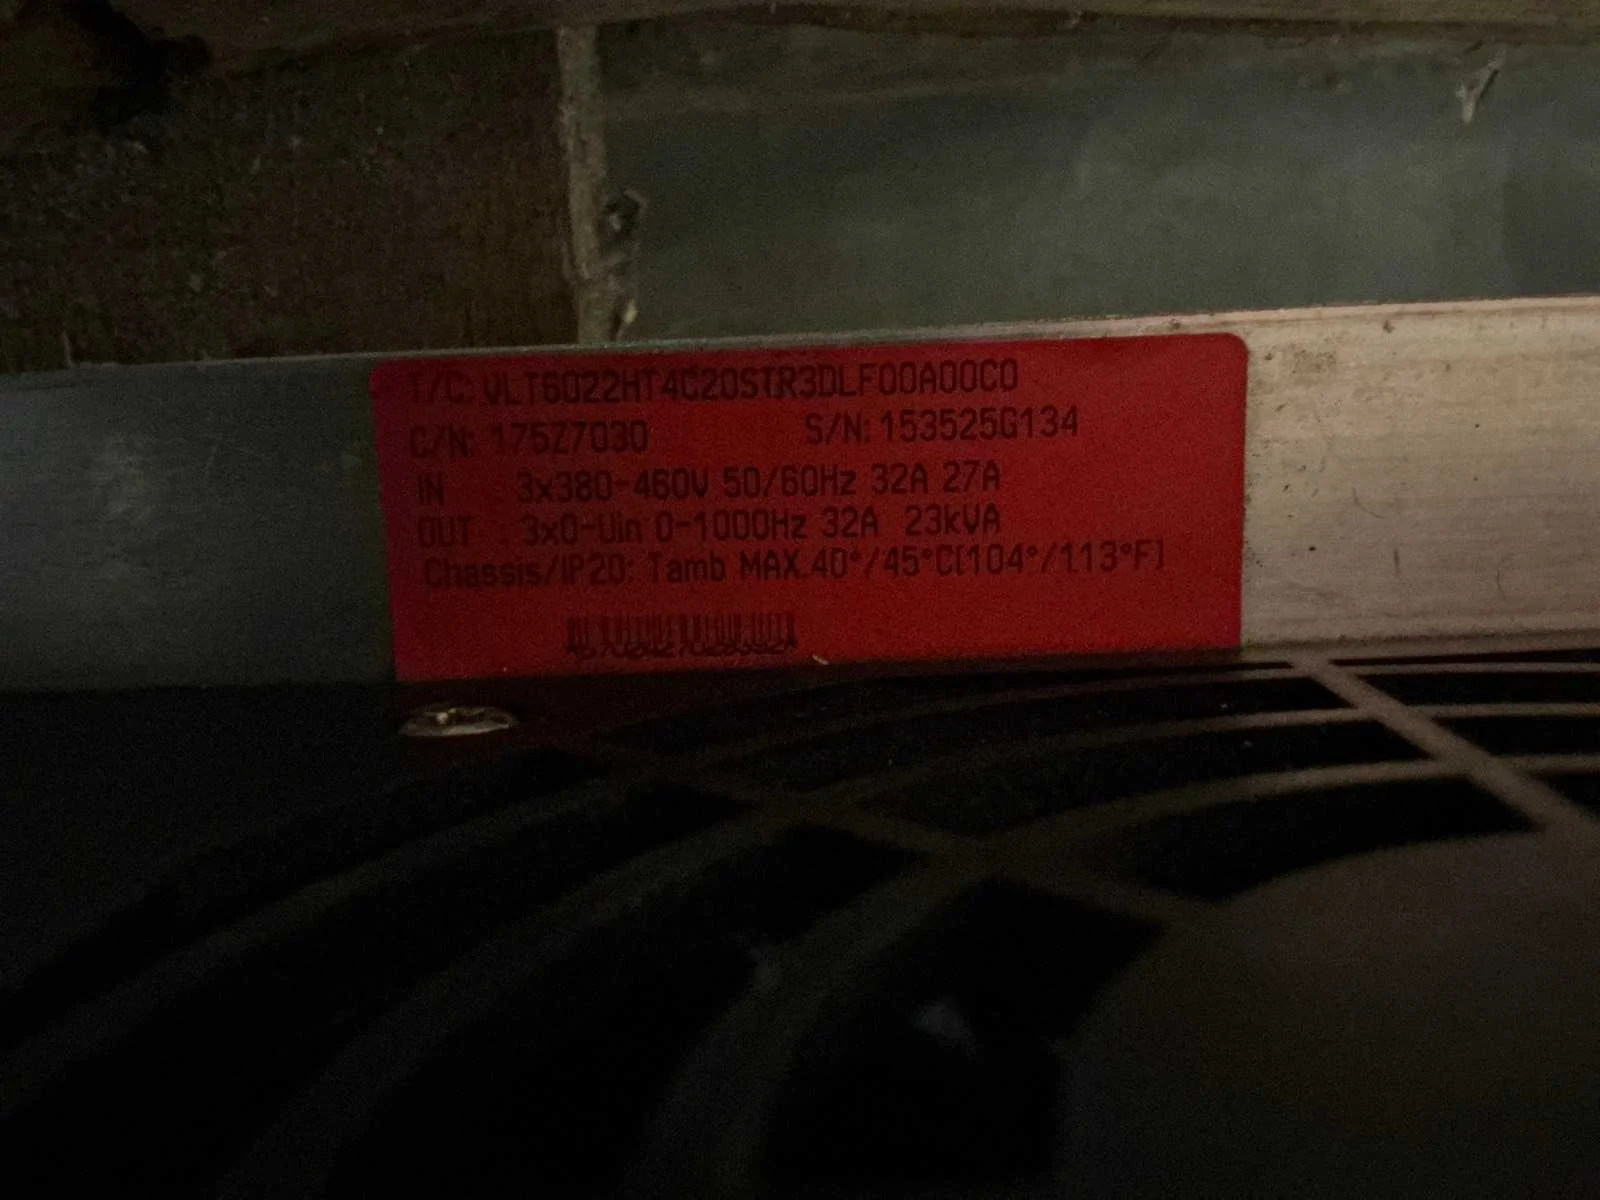 T/C: VLT6022HT4C20STR3DLF00A00C0
C/N: 175Z7030 S/N: 153525G134
IN : 3x380-460V 50/60Hz 32A 27A
OUT : 3x0-Uin 0-1000Hz 32A 23kVA
Chassis/IP20: Tamb MAX.40°/45°C[104°/113°F]